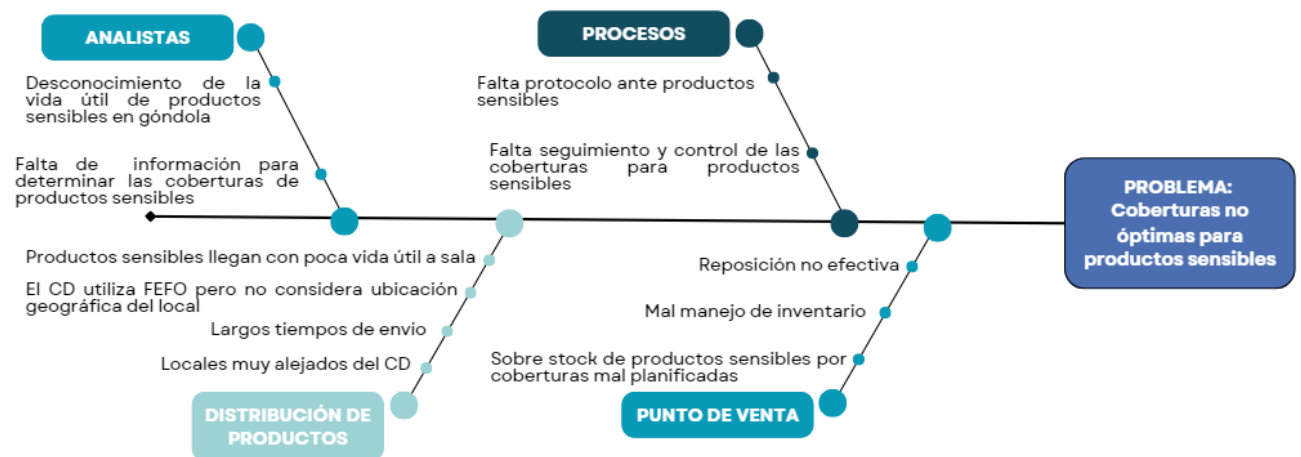 ANALISTAS
Desconocimiento de la
vida útil de productos
sensibles en góndola
Falta de información para
determinar las coberturas de
productos sensibles
PROCESOS
Falta protocolo ante productos
sensibles
Falta seguimiento y control de las
coberturas para productos
sensibles
PROBLEMA:
Coberturas no
óptimas para
productos sensibles
Productos sensibles llegan con poca vida útil a sala
El CD utiliza FEFO pero no considera ubicación
geográfica del local
Largos tiempos de envio
Locales muy alejados del CD
DISTRIBUCIÓN DE
PRODUCTOS
Reposición no efectiva
Mal manejo de inventario
Sobre stock de productos sensibles por
coberturas mal planificadas
PUNTO DE VENTA